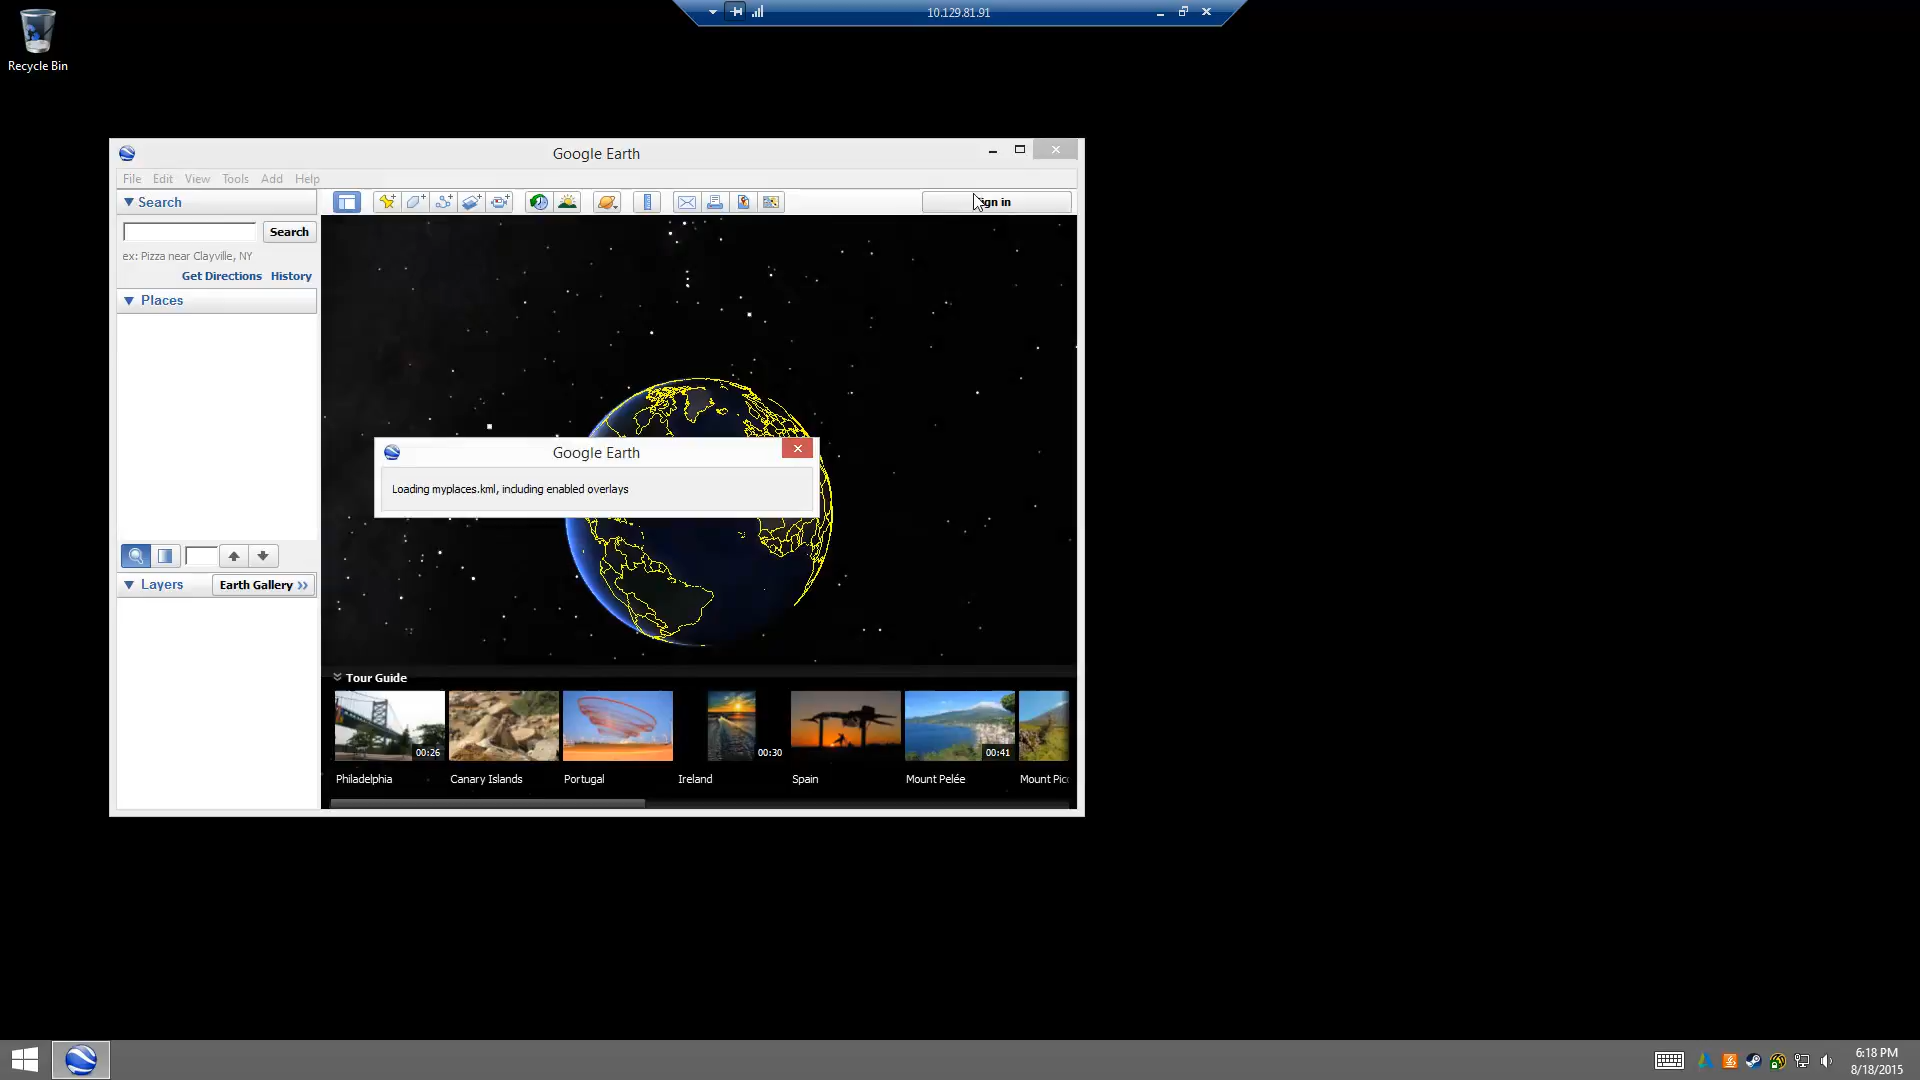 10.129.81.91
Recycle Bin
Google Earth
File Edit View Tools Add Help
Search
Search
ex: Pizza near Clayville, NY
Get Directions History
Places
Google Earth
Loading myplaces.kml, including enabled overlays
Layers
Earth Gallery »
Tour Guide
00:26
00:30
00:41
Philadelphia
Canary Islands
Portugal
Ireland
Spain
Mount Pelée
Mount Pic
6:18 PM
8/18/2015